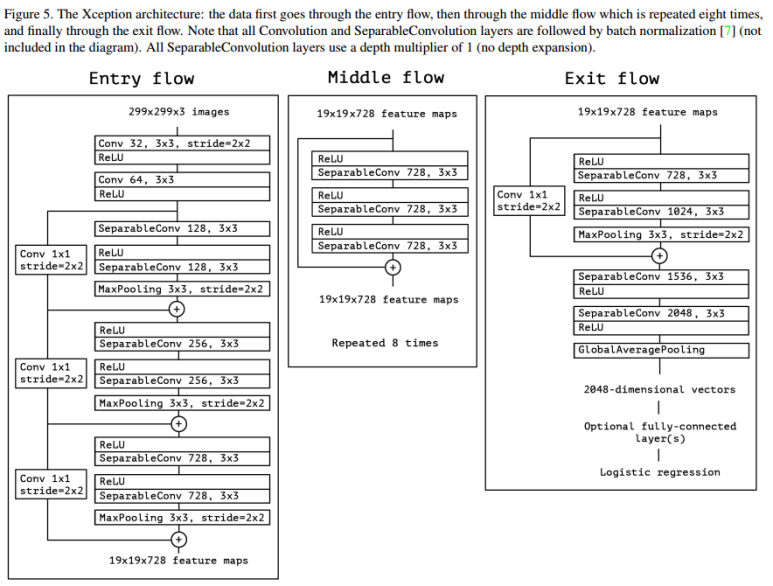 Figure 5. The Xception architecture: the data first goes through the entry flow, then through the middle flow which is repeated eight times,
and finally through the exit flow. Note that all Convolution and SeparableConvolution layers are followed by batch normalization [7] (not
included in the diagram). All SeparableConvolution layers use a depth multiplier of 1 (no depth expansion).
Entry flow
299x299x3 images
Conv 32, 3x3, stride=2x2
ReLU
Conv 64, 3x3
ReLU
SeparableConv 128, 3x3
Conv 1x1
stride=2x2
ReLU
SeparableConv 128, 3x3
MaxPooling 3x3, stride=2x2
+
ReLU
SeparableConv 256, 3x3
Conv 1x1
stride=2x2
ReLU
SeparableConv 256, 3x3
MaxPooling 3x3, stride=2x2
+
ReLU
SeparableConv 728, 3x3
Conv 1x1
stride=2x2
ReLU
SeparableConv 728, 3x3
MaxPooling 3x3, stride=2x2
+
19x19x728 feature maps
Middle flow
19x19x728 feature maps
ReLU
SeparableConv 728, 3x3
ReLU
SeparableConv 728, 3x3
ReLU
SeparableConv 728, 3x3
+
19x19x728 feature maps
Repeated 8 times
Exit flow
19x19x728 feature maps
ReLU
SeparableConv 728, 3x3
Conv 1x1
stride=2x2
ReLU
SeparableConv 1024, 3x3
MaxPooling 3x3, stride=2x2
+
SeparableConv 1536, 3x3
ReLU
SeparableConv 2048, 3x3
ReLU
GlobalAveragePooling
2048-dimensional vectors
Optional fully-connected
layer(s)
Logistic regression